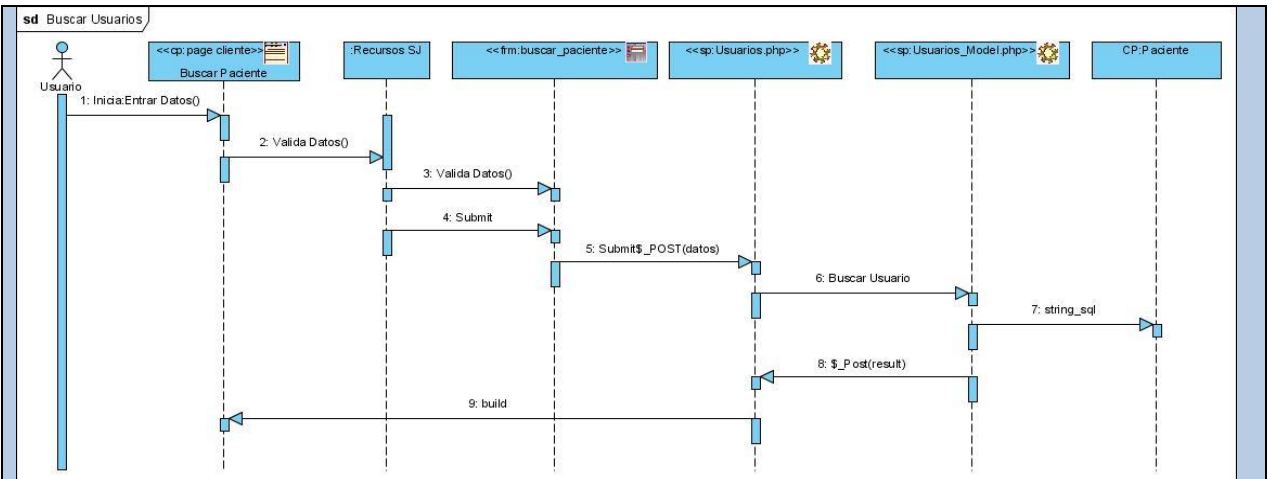 sd Buscar Usuarios
Usuario
<<cp: page cliente>>
Buscar Paciente
:Recursos SJ
<<frm:buscar_paciente>>
<<sp:Usuarios.php>>
<<sp:Usuarios_Model.php>>
CP:Paciente
1: Inicia:Entrar Datos()
2: Valida Datos()
3: Valida Datos()
4: Submit
5: Submit$_POST(datos)
6: Buscar Usuario
7: string_sql
8: $_Post(result)
9: build